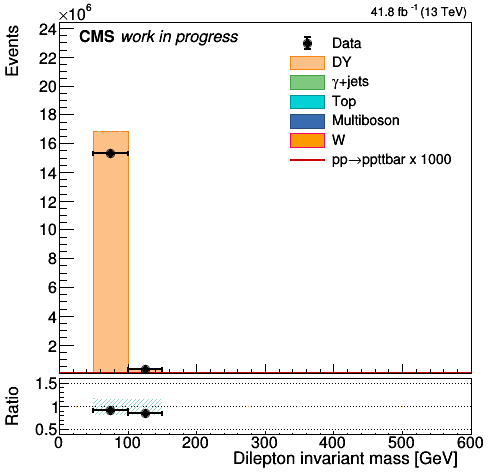 ×10⁶
41.8 fb⁻¹ (13 TeV)
Events
24
22
20
18
16
14
12
10
8
6
4
2
CMS work in progress
Data
DY
γ+jets
Top
Multiboson
W
pp→ppttbar x 1000
Ratio
1.5
1
0.5
0 100 200 300 400 500 600
Dilepton invariant mass [GeV]